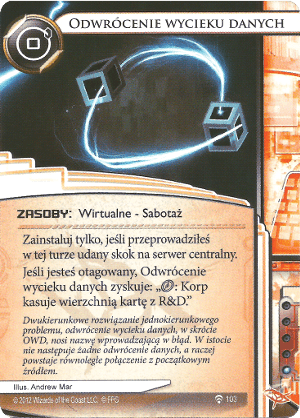 Odwrócenie wycieku danych
0
ZASOBY: Wirtualne - Sabotaż
Zainstaluj tylko, jeśli przeprowadziłeś
w tej turze udany skok na serwer centralny.
Jeśli jesteś otagowany, Odwrócenie
wycieku danych zyskuje: „: Korp
kasuje wierzchnią kartę z R&D.”
Dwukierunkowe rozwiązanie jednokierunkowego
problemu, odwrócenie wycieku danych, w skrócie
OWD, nosi nazwę wprowadzającą w błąd. W istocie
nie następuje żadne odwrócenie danych, a raczej
powstaje równoległe połączenie z początkowym
źródłem.
Illus. Andrew Mar
© 2012 Wizards of the Coast LLC. © FFG
103